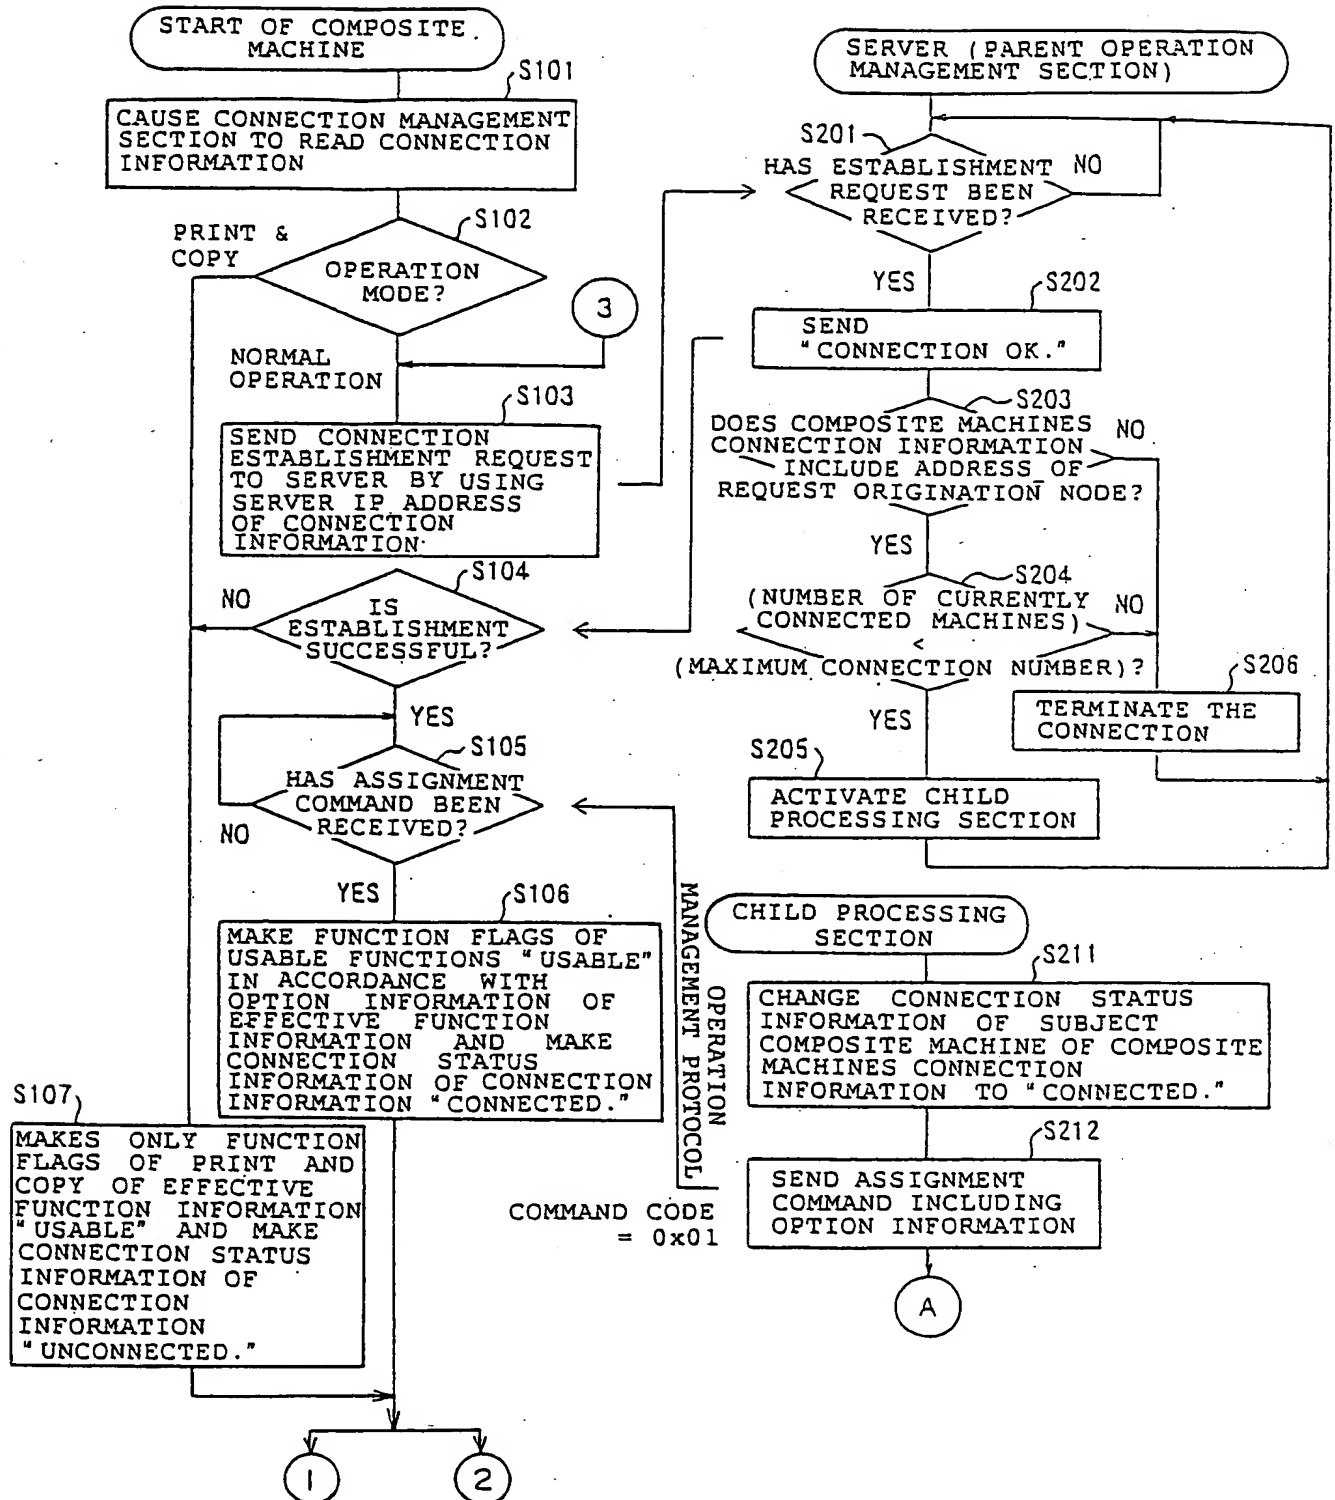 START OF COMPOSITE.
MACHINE
S101
CAUSE CONNECTION MANAGEMENT
SECTION TO READ CONNECTION
INFORMATION
S102
PRINT &
COPY
OPERATION
MODE?
3
NORMAL
OPERATION
S103
SEND CONNECTION
ESTABLISHMENT REQUEST
TO SERVER BY USING
SERVER IP ADDRESS
OF CONNECTION
INFORMATION
S104
NO
IS
ESTABLISHMENT
SUCCESSFUL?
YES
S105
HAS ASSIGNMENT
COMMAND BEEN
RECEIVED?
NO
YES
S106
MAKE FUNCTION FLAGS OF
USABLE FUNCTIONS "USABLE"
IN ACCORDANCE WITH
OPTION INFORMATION OF
EFFECTIVE FUNCTION
INFORMATION AND MAKE
CONNECTION STATUS
INFORMATION OF CONNECTION
INFORMATION "CONNECTED."
S107
MAKES ONLY FUNCTION
FLAGS OF PRINT AND
COPY OF EFFECTIVE
FUNCTION INFORMATION
"USABLE" AND MAKE
CONNECTION STATUS
INFORMATION OF
CONNECTION
INFORMATION
"UNCONNECTED."
1
2
SERVER (PARENT OPERATION
MANAGEMENT SECTION)
S201
HAS ESTABLISHMENT
REQUEST BEEN
RECEIVED?
NO
YES
S202
SEND
"CONNECTION OK."
S203
DOES COMPOSITE MACHINES
CONNECTION INFORMATION
INCLUDE ADDRESS OF
REQUEST ORIGINATION NODE?
NO
YES
S204
(NUMBER OF CURRENTLY
CONNECTED MACHINES)
<
(MAXIMUM CONNECTION NUMBER)?
NO
YES
S206
TERMINATE THE
CONNECTION
S205
ACTIVATE CHILD
PROCESSING SECTION
OPERATION
MANAGEMENT PROTOCOL
COMMAND CODE
= 0x01
CHILD PROCESSING
SECTION
S211
CHANGE CONNECTION STATUS
INFORMATION OF SUBJECT
COMPOSITE MACHINE OF COMPOSITE
MACHINES CONNECTION
INFORMATION TO "CONNECTED."
S212
SEND ASSIGNMENT
COMMAND INCLUDING
OPTION INFORMATION
A